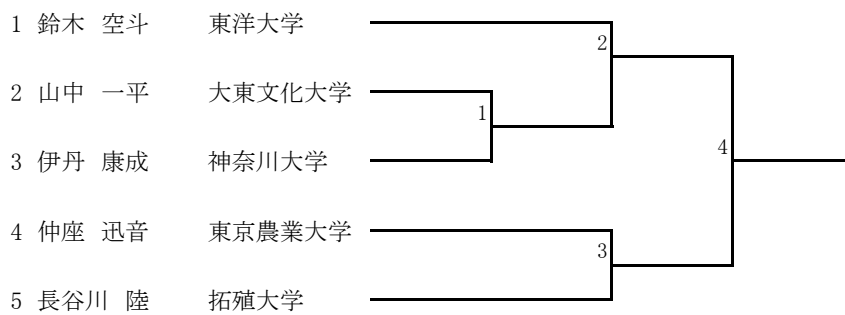 1 鈴木 空斗 東洋大学
2
2 山中 一平 大東文化大学
1
3 伊丹 康成 神奈川大学
4
4 仲座 迅音 東京農業大学
3
5 長谷川 陸 拓殖大学